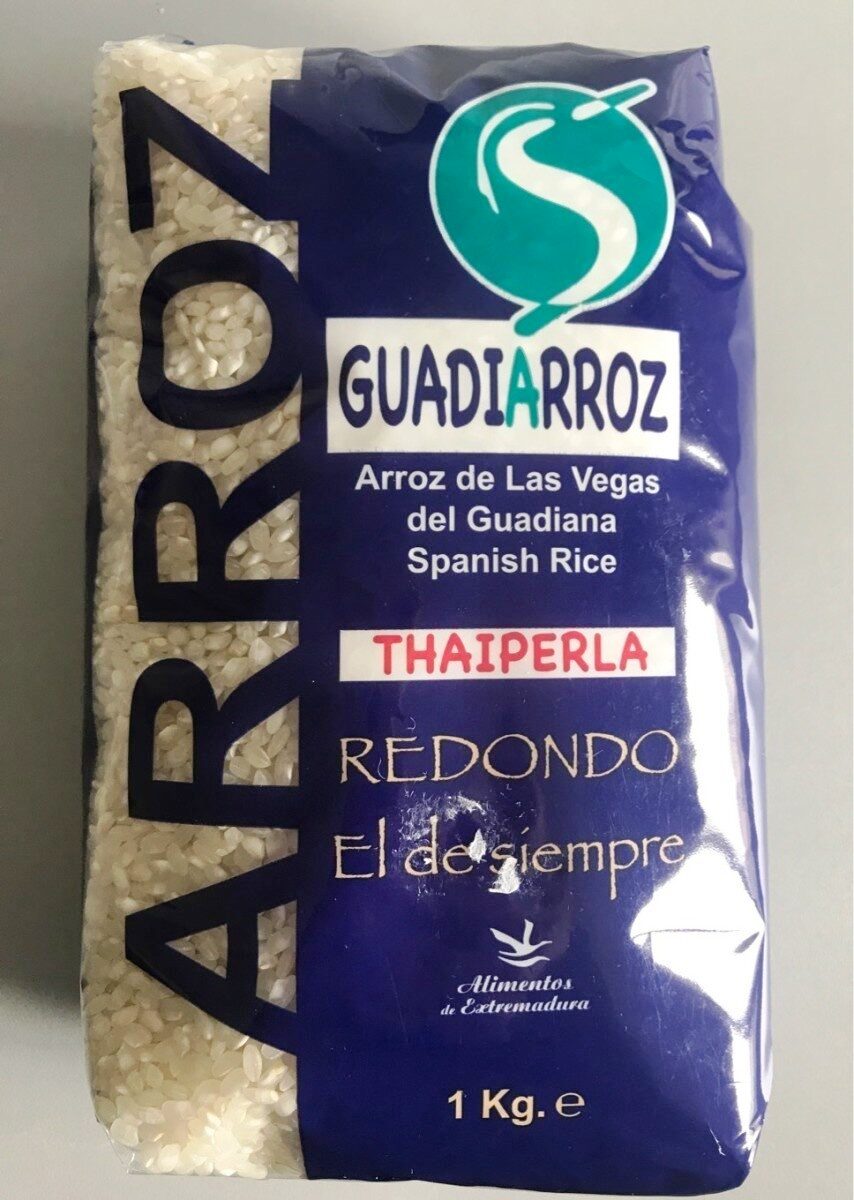 ARROZ
GUADIARROZ
Arroz de Las Vegas
del Guadiana
Spanish Rice
THAIPERLA
REDONDO
El de siempre
Alimentos
de Extremadura
1 Kg. e